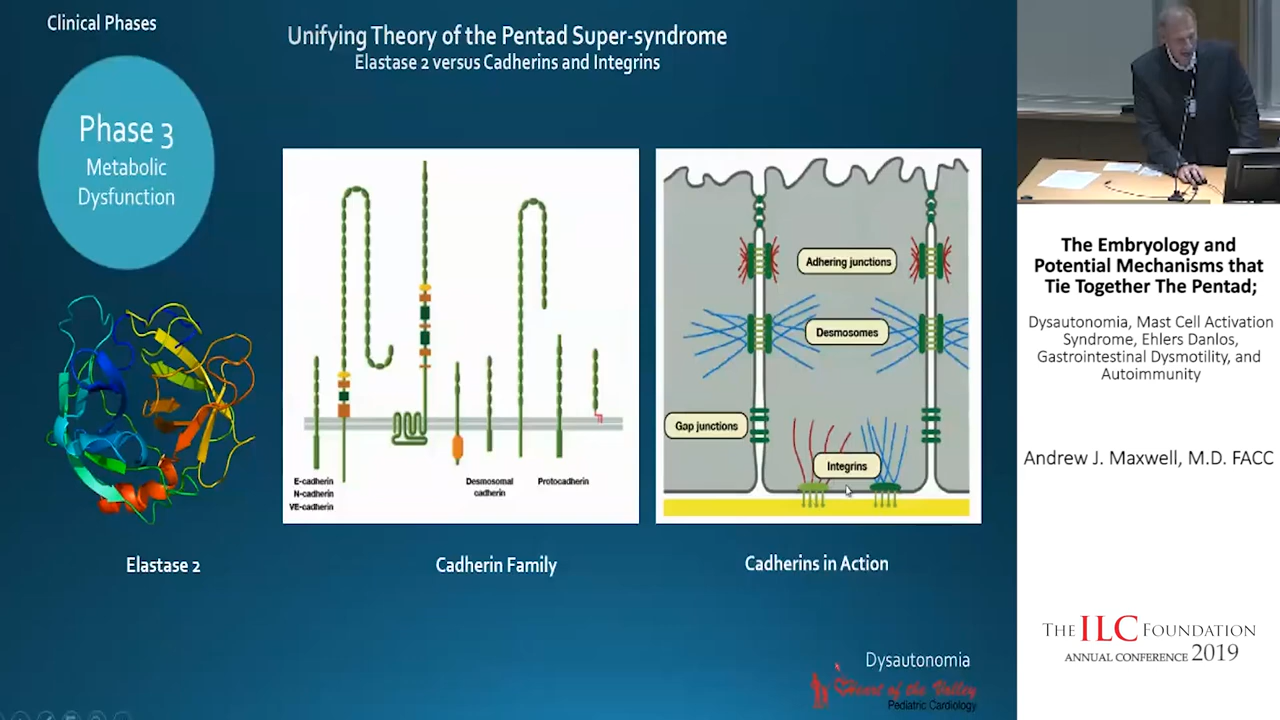 Clinical Phases
Phase 3
Metabolic
Dysfunction
Unifying Theory of the Pentad Super-syndrome
Elastase 2 versus Cadherins and Integrins
E-cadherin
N-cadherin
VE-cadherin
Desmosomal
cadherin
Protocadherin
Adhering junctions
Desmosomes
Gap junctions
Integrins
Elastase 2
Cadherin Family
Cadherins in Action
Dysautonomia
Heart of the Valley
Pediatric Cardiology
The Embryology and
Potential Mechanisms that
Tie Together The Pentad;
Dysautonomia, Mast Cell Activation
Syndrome, Ehlers Danlos,
Gastrointestinal Dysmotility, and
Autoimmunity
Andrew J. Maxwell, M.D. FACC
THE ILC FOUNDATION
ANNUAL CONFERENCE 2019